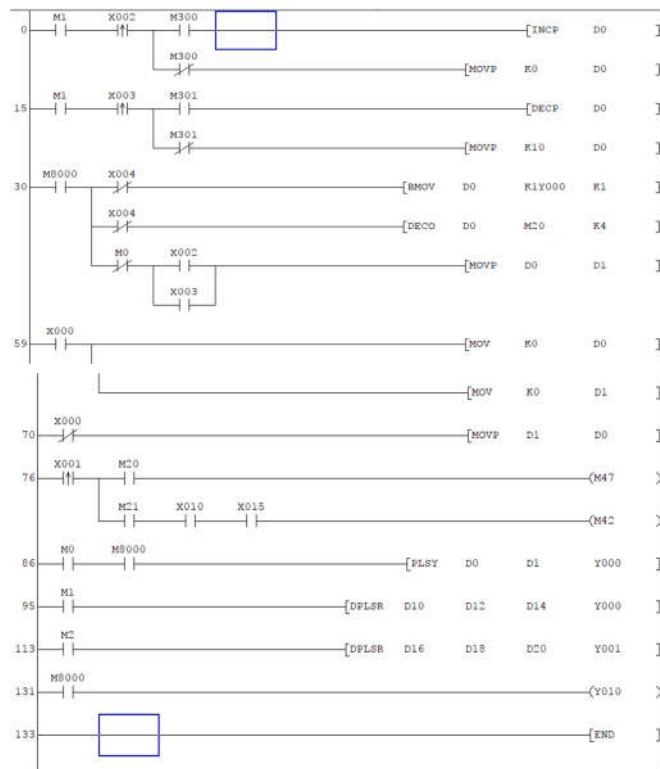 M1 X002 M300
0 [INCP D0 ]
M300
[MOVP K0 D0 ]
M1 X003 M301
15 [DECP D0 ]
M301
[MOVP K10 D0 ]
M8000 X004
30 [BMOV D0 K1Y000 K1 ]
X004
[DECO D0 M20 K4 ]
M0 X002
[MOVP D0 D1 ]
X003
X000
59 [MOV K0 D0 ]
[MOV K0 D1 ]
X000
70 [MOVP D1 D0 ]
X001 M20
76 (M47 )
M21 X010 X015
(M42 )
M0 M8000
86 [PLSY D0 D1 Y000 ]
M1
95 [DPLSR D10 D12 D14 Y000 ]
M2
113 [DPLSR D16 D18 D20 Y001 ]
M8000
131 (Y010 )
133 [END ]